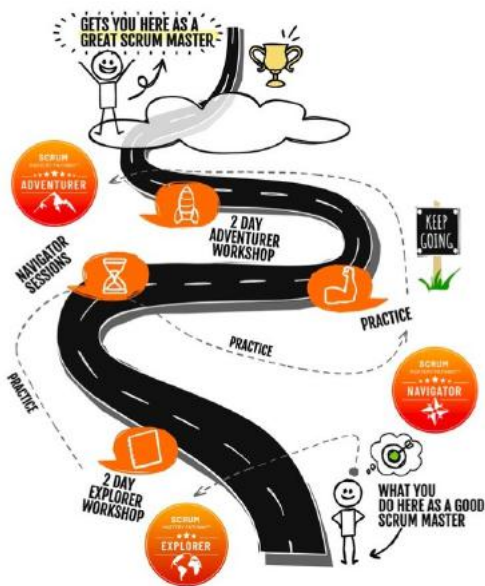 GETS YOU HERE AS A
GREAT SCRUM MASTER
SCRUM
ADVENTURER
2 DAY
ADVENTURER
WORKSHOP
KEEP
GOING
NAVIGATOR
SESSIONS
PRACTICE
PRACTICE
PRACTICE
SCRUM
NAVIGATOR
2 DAY
EXPLORER
WORKSHOP
WHAT YOU
DO HERE AS A GOOD
SCRUM MASTER
SCRUM
EXPLORER